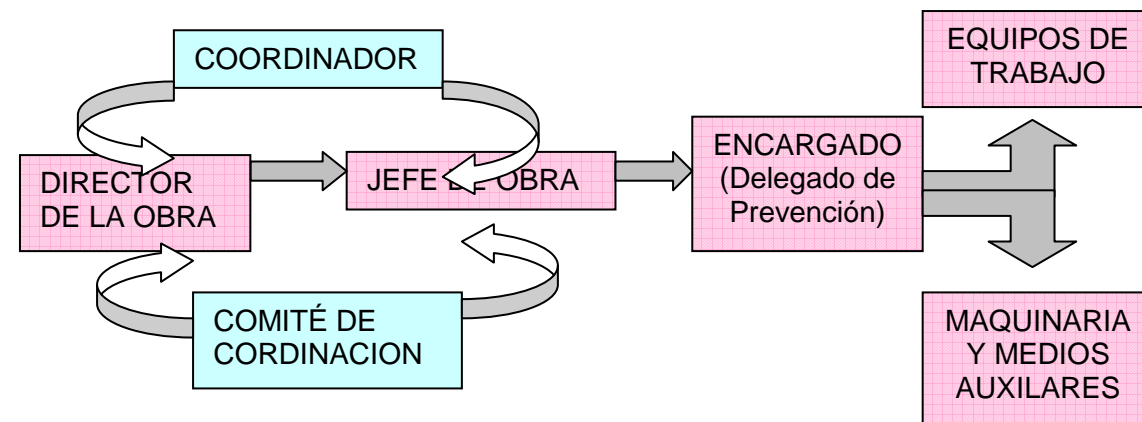 COORDINADOR
DIRECTOR
DE LA OBRA
JEFE DE OBRA
ENCARGADO
(Delegado de
Prevención)
EQUIPOS DE
TRABAJO
COMITÉ DE
CORDINACION
MAQUINARIA
Y MEDIOS
AUXILARES